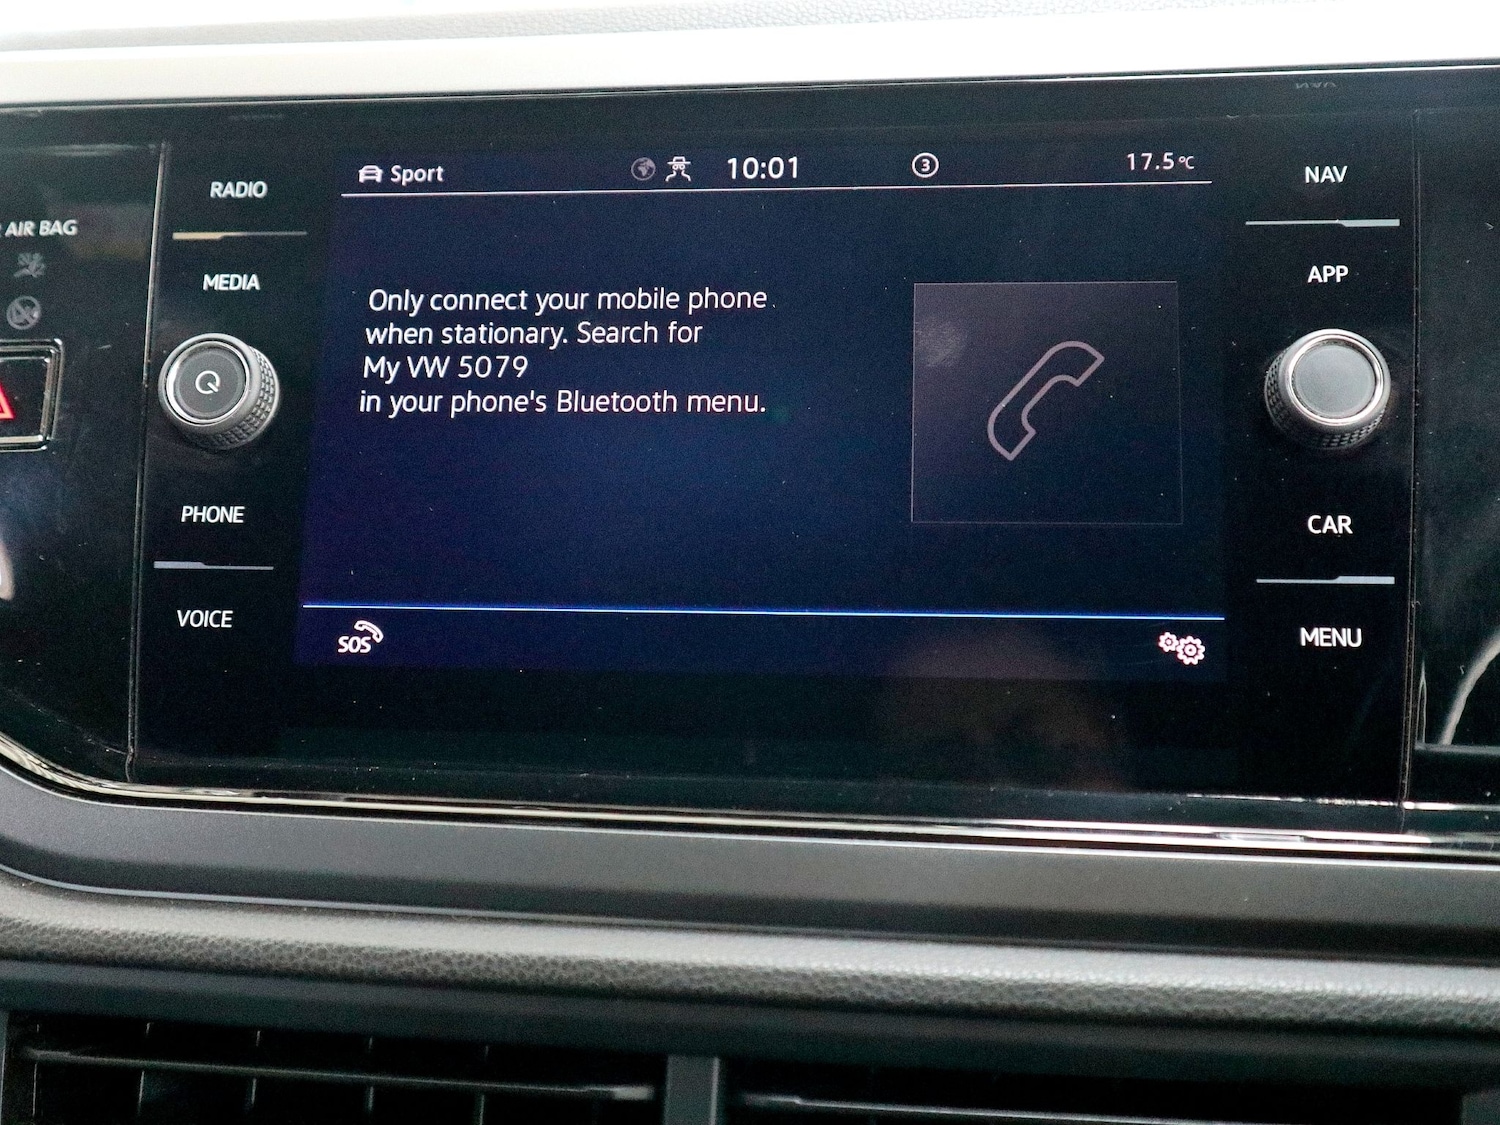 Sport
10:01
3
17.5°C
RADIO
MEDIA
PHONE
VOICE
AIR BAG
Only connect your mobile phone
when stationary. Search for
My VW 5079
in your phone's Bluetooth menu.
SOS
NAV
APP
CAR
MENU